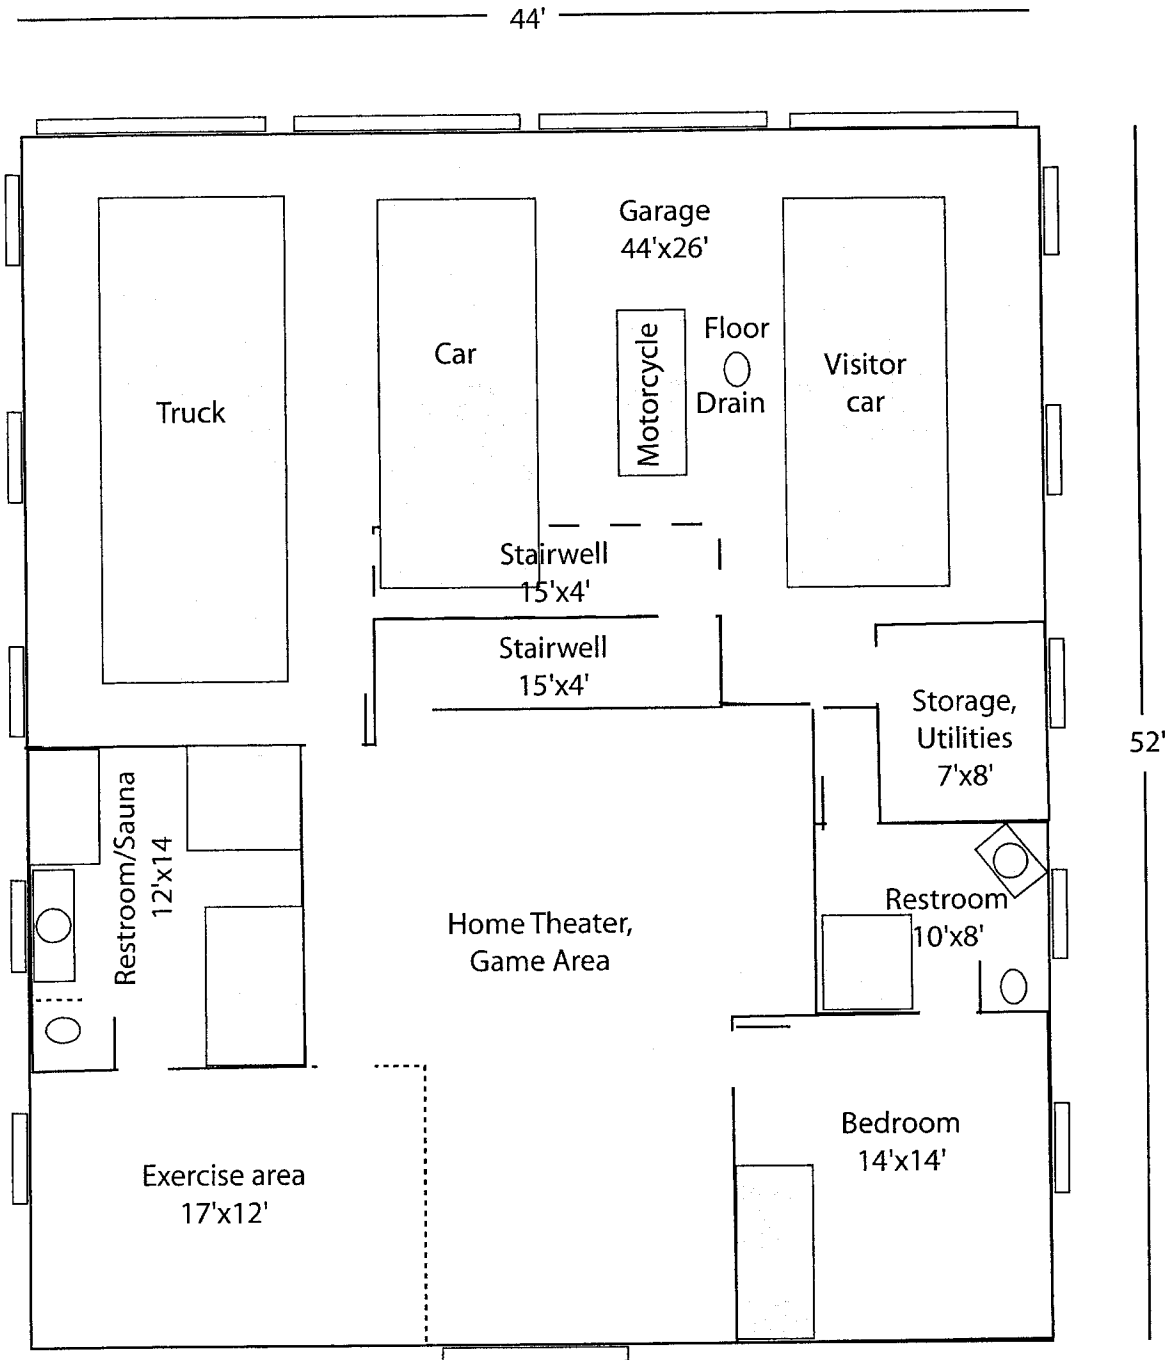 44'
Garage
44'x26'
Floor
Drain
Motorcycle
Car
Visitor
car
Truck
Stairwell
15'x4'
Stairwell
15'x4'
Storage,
Utilities
7'x8'
52'
Restroom/Sauna
12'x14
Home Theater,
Game Area
Restroom
10'x8'
Bedroom
14'x14'
Exercise area
17'x12'